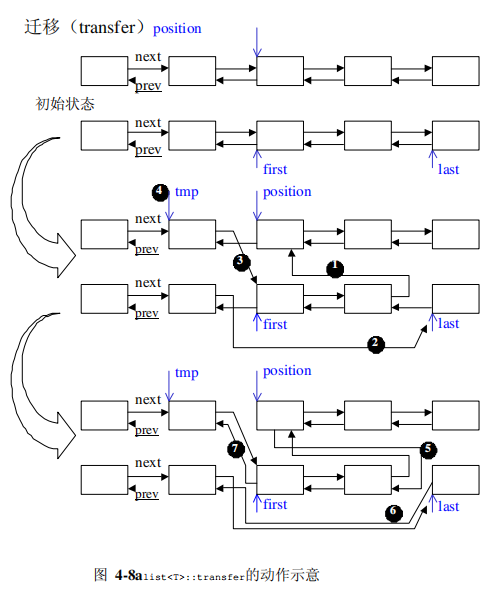 迁移（transfer）position
next
prev
初始状态
next
prev
first
last
4
tmp
position
next
prev
3
1
next
prev
first
last
2
tmp
position
next
prev
7
5
next
prev
first
last
6
图 4-8a list<T>::transfer的动作示意